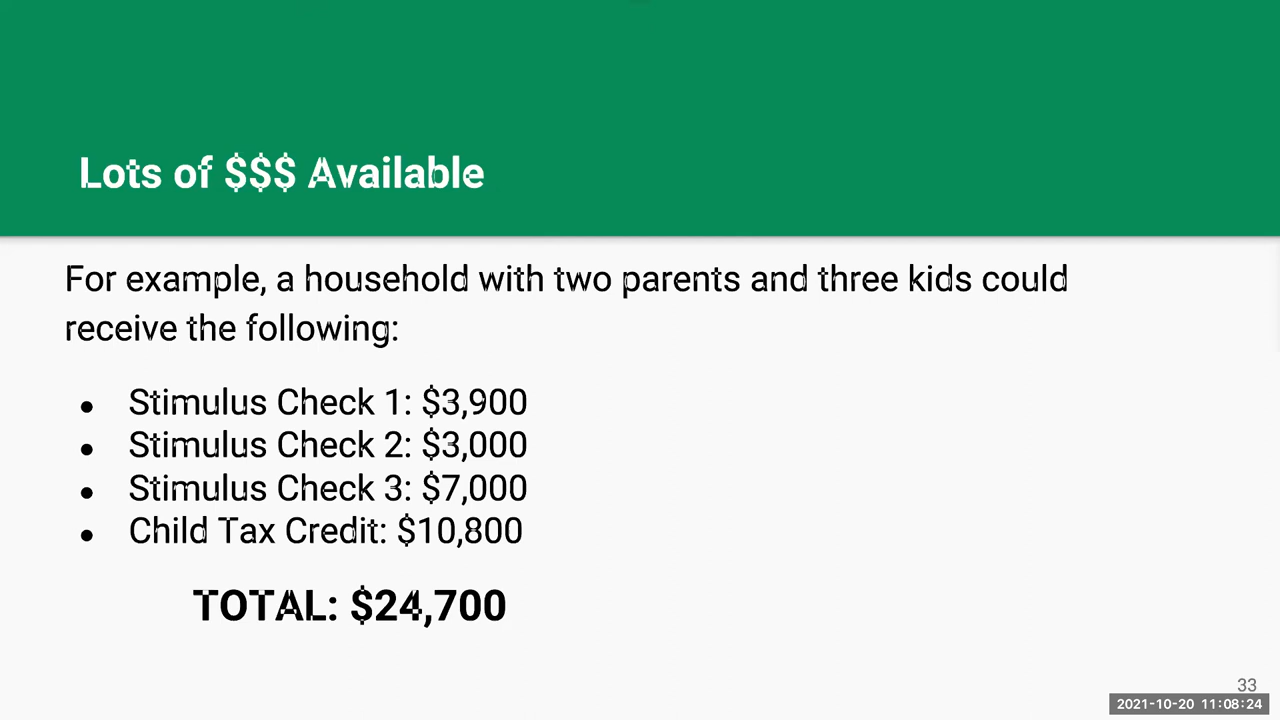 Lots of $$$ Available
For example, a household with two parents and three kids could
receive the following:
● Stimulus Check 1: $3,900
● Stimulus Check 2: $3,000
● Stimulus Check 3: $7,000
● Child Tax Credit: $10,800
TOTAL: $24,700
33
2021-10-20 11:08:24